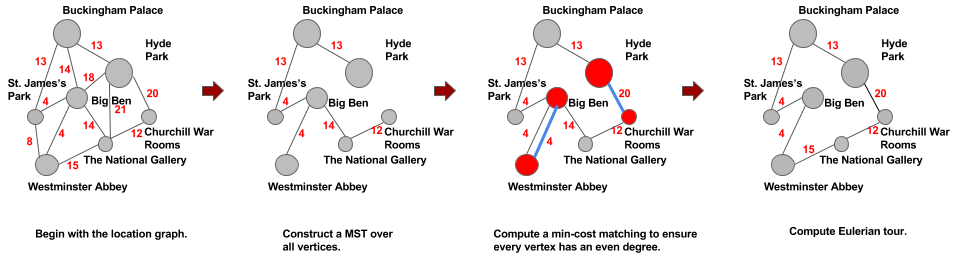 Buckingham Palace
13
Hyde
Park
13
14
18
St. James's
Park
4
Big Ben
21
20
8
4
14
12
Churchill War
Rooms
The National Gallery
15
Westminster Abbey
Begin with the location graph.
Buckingham Palace
13
Hyde
Park
13
St. James's
Park
4
Big Ben
4
14
12
Churchill War
Rooms
The National Gallery
Westminster Abbey
Construct a MST over
all vertices.
Buckingham Palace
13
Hyde
Park
13
St. James's
Park
4
Big Ben
20
4
4
14
12
Churchill War
Rooms
The National Gallery
Westminster Abbey
Compute a min-cost matching to ensure
every vertex has an even degree.
Buckingham Palace
13
Hyde
Park
13
St. James's
Park
4
Big Ben
20
4
15
12
Churchill War
Rooms
The National Gallery
Westminster Abbey
Compute Eulerian tour.